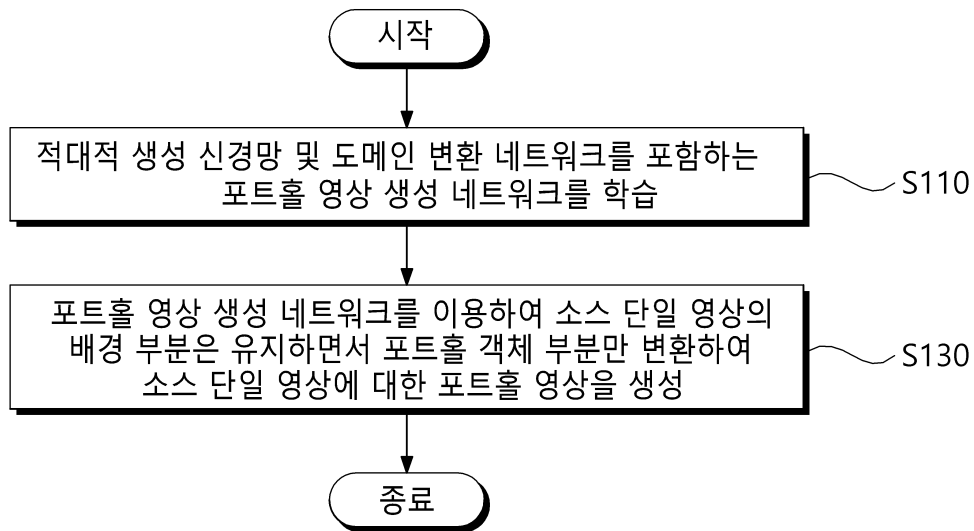 시작
적대적 생성 신경망 및 도메인 변환 네트워크를 포함하는
포트홀 영상 생성 네트워크를 학습
S110
포트홀 영상 생성 네트워크를 이용하여 소스 단일 영상의
배경 부분은 유지하면서 포트홀 객체 부분만 변환하여
소스 단일 영상에 대한 포트홀 영상을 생성
S130
종료